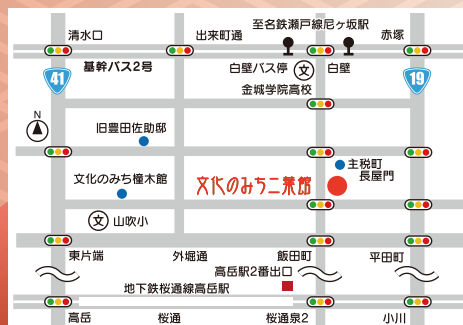 至名鉄瀬戸線尼ヶ坂駅
清水口
出来町通
赤塚
基幹バス2号
白壁バス停
文
白壁
41
19
金城学院高校
N
旧豊田佐助邸
主税町
長屋門
文化のみち橦木館
文化のみち二葉館
文
山吹小
東片端
外堀通
飯田町
平田町
高岳駅2番出口
地下鉄桜通線高岳駅
高岳
桜通
桜通泉2
小川